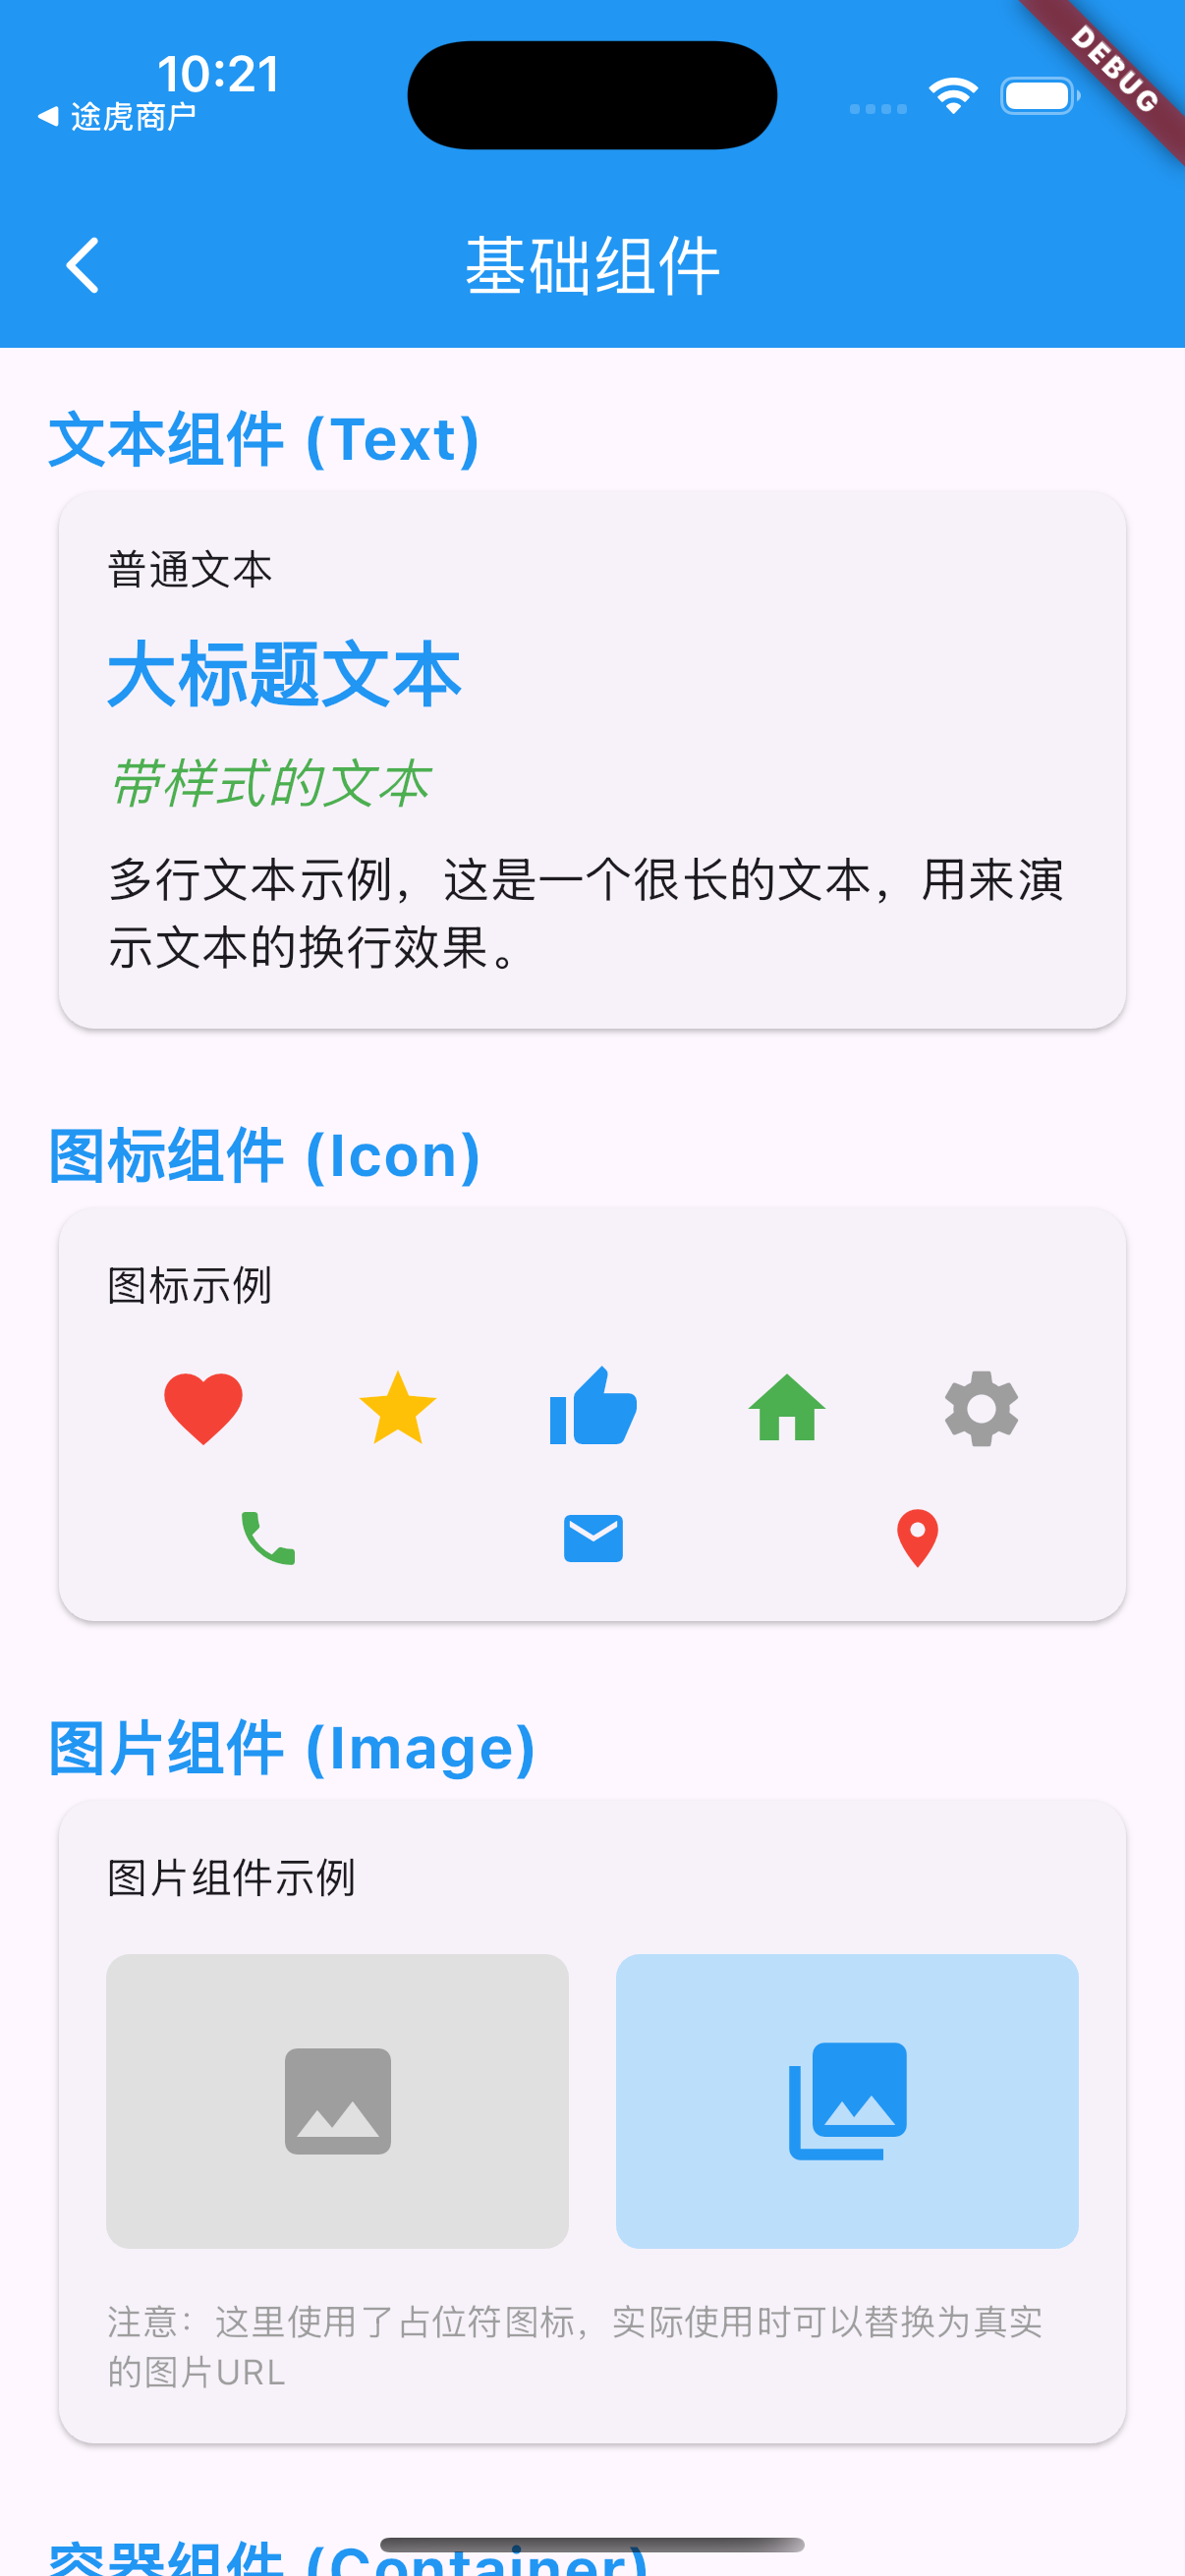 10:21
途虎商户
DEBUG
基础组件
文本组件 (Text)
普通文本
大标题文本
带样式的文本
多行文本示例，这是一个很长的文本，用来演
示文本的换行效果。
图标组件 (Icon)
图标示例
图片组件 (Image)
图片组件示例
注意：这里使用了占位符图标，实际使用时可以替换为真实
的图片URL
容器组件 (Container)